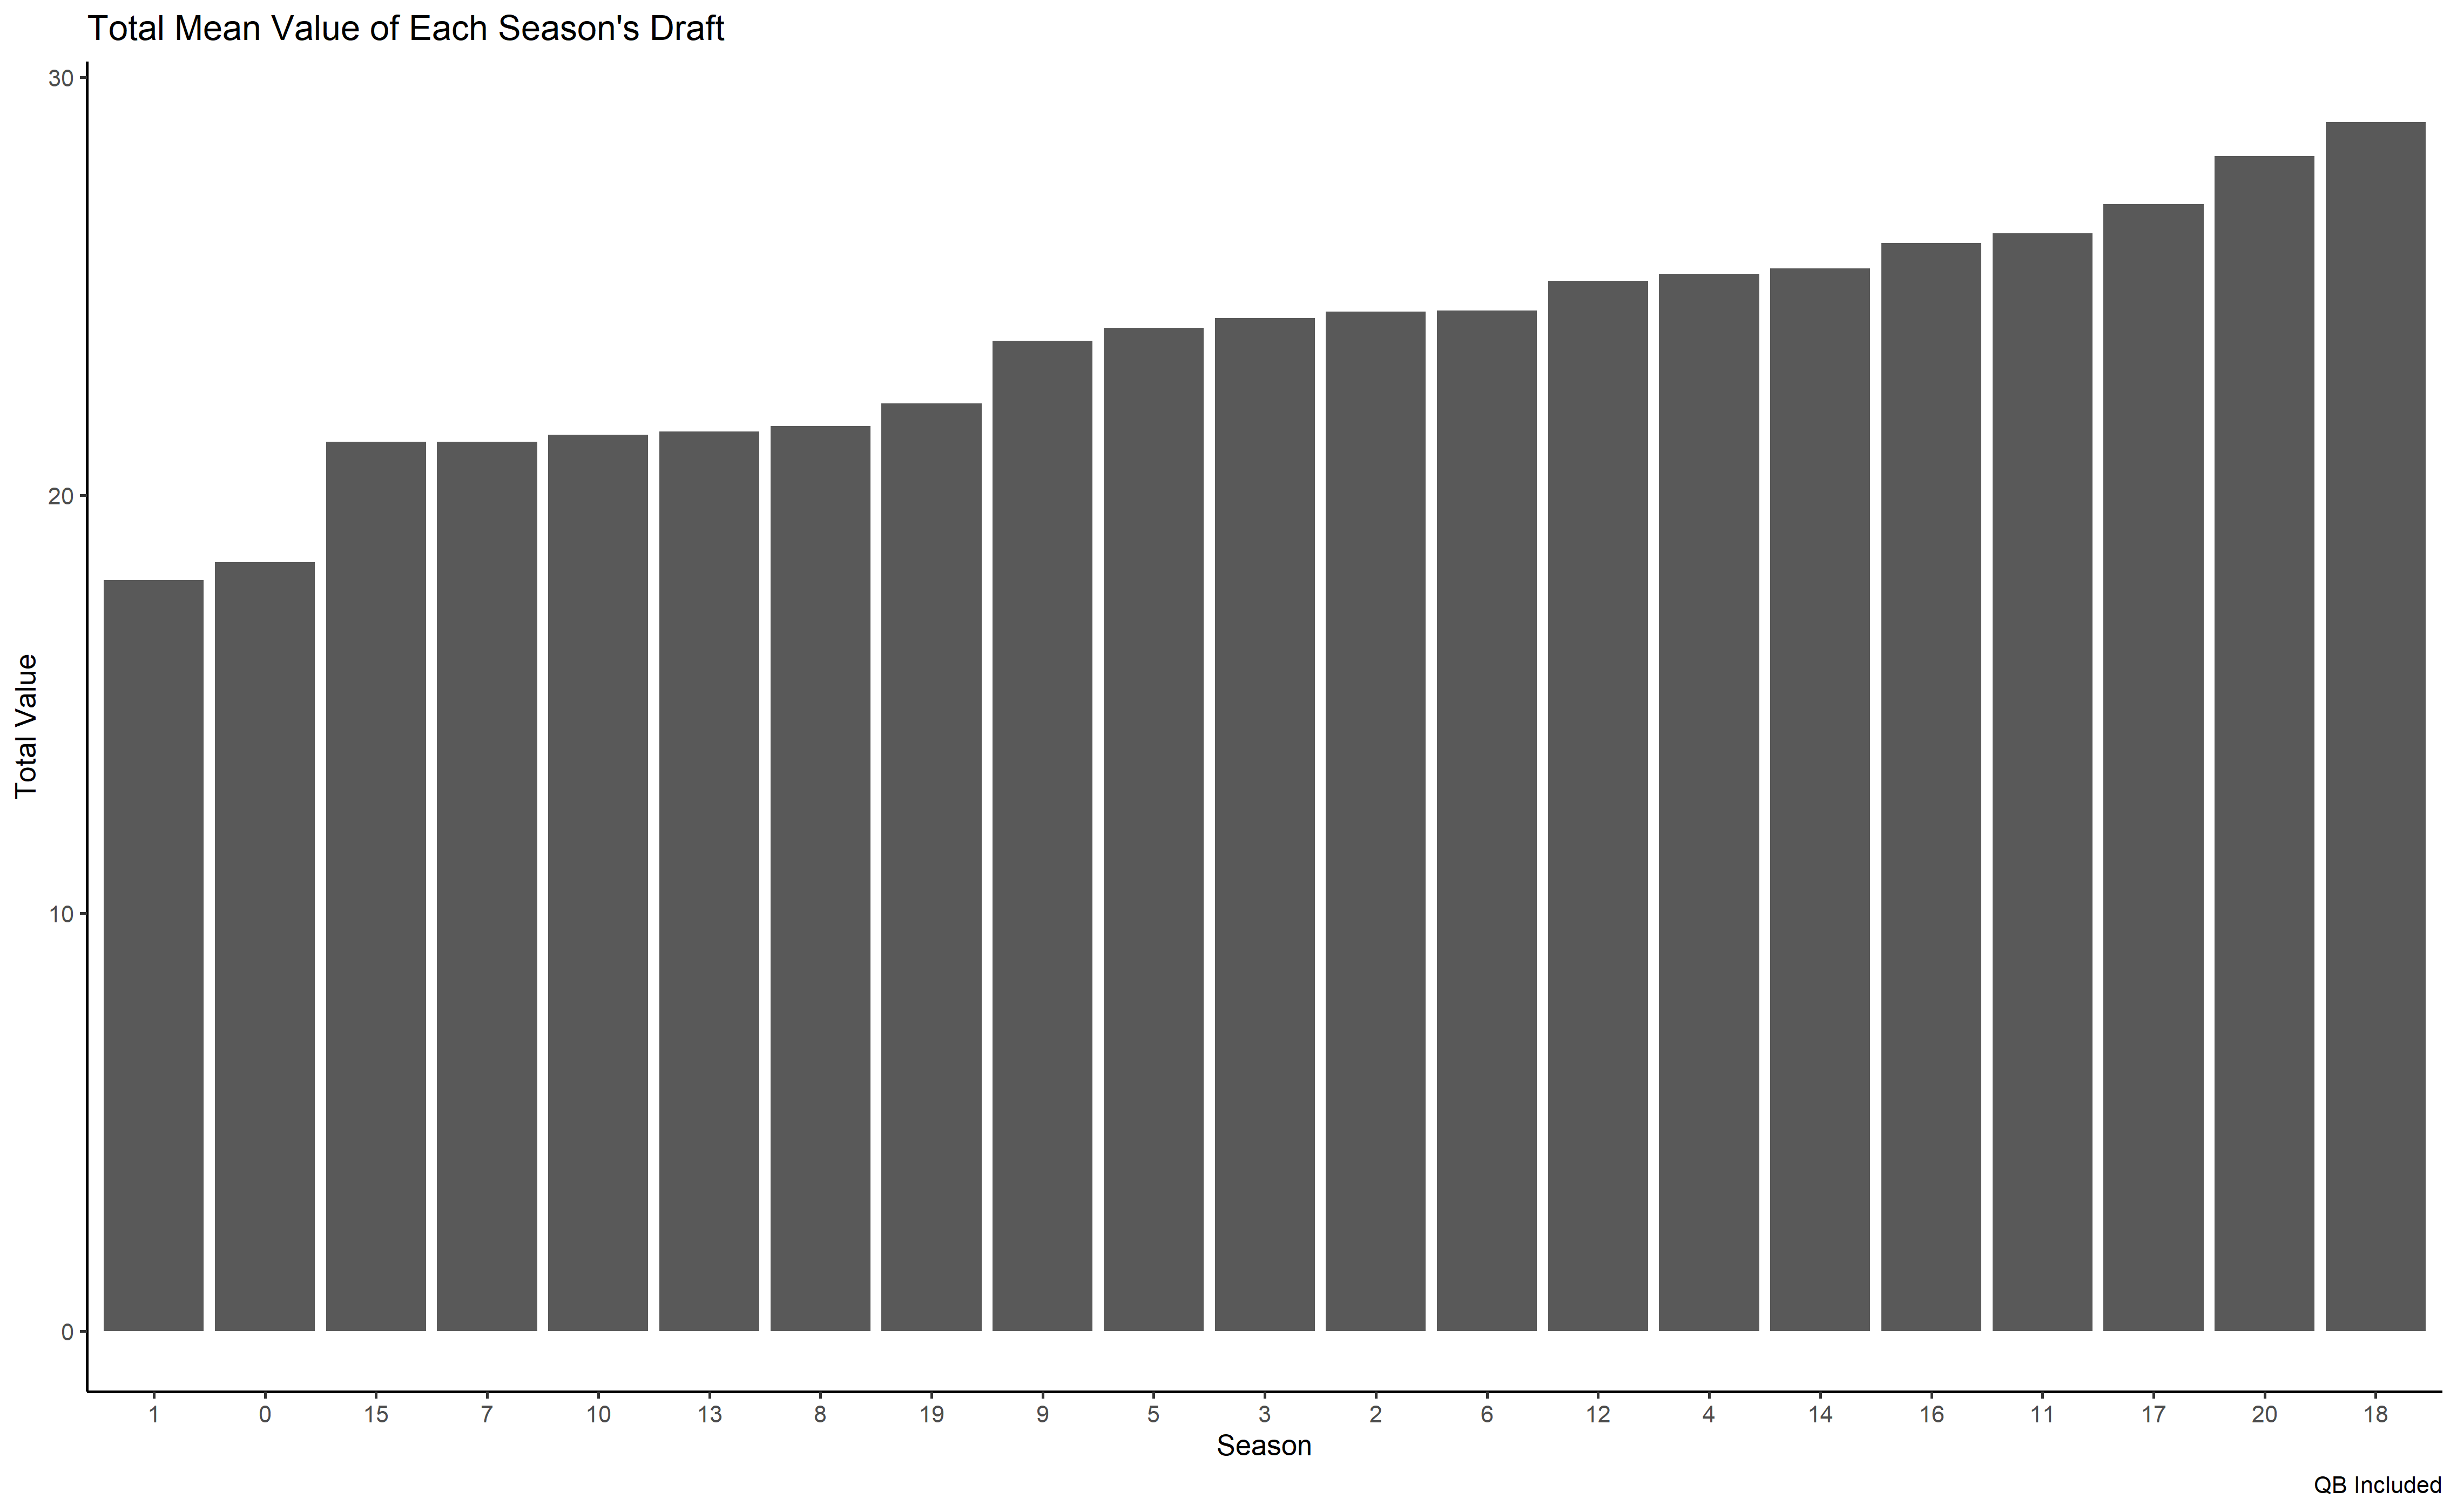 Total Mean Value of Each Season's Draft
30
20
10
0
Total Value
1 0 15 7 10 13 8 19 9 5 3 2 6 12 4 14 16 11 17 20 18
Season
QB Included